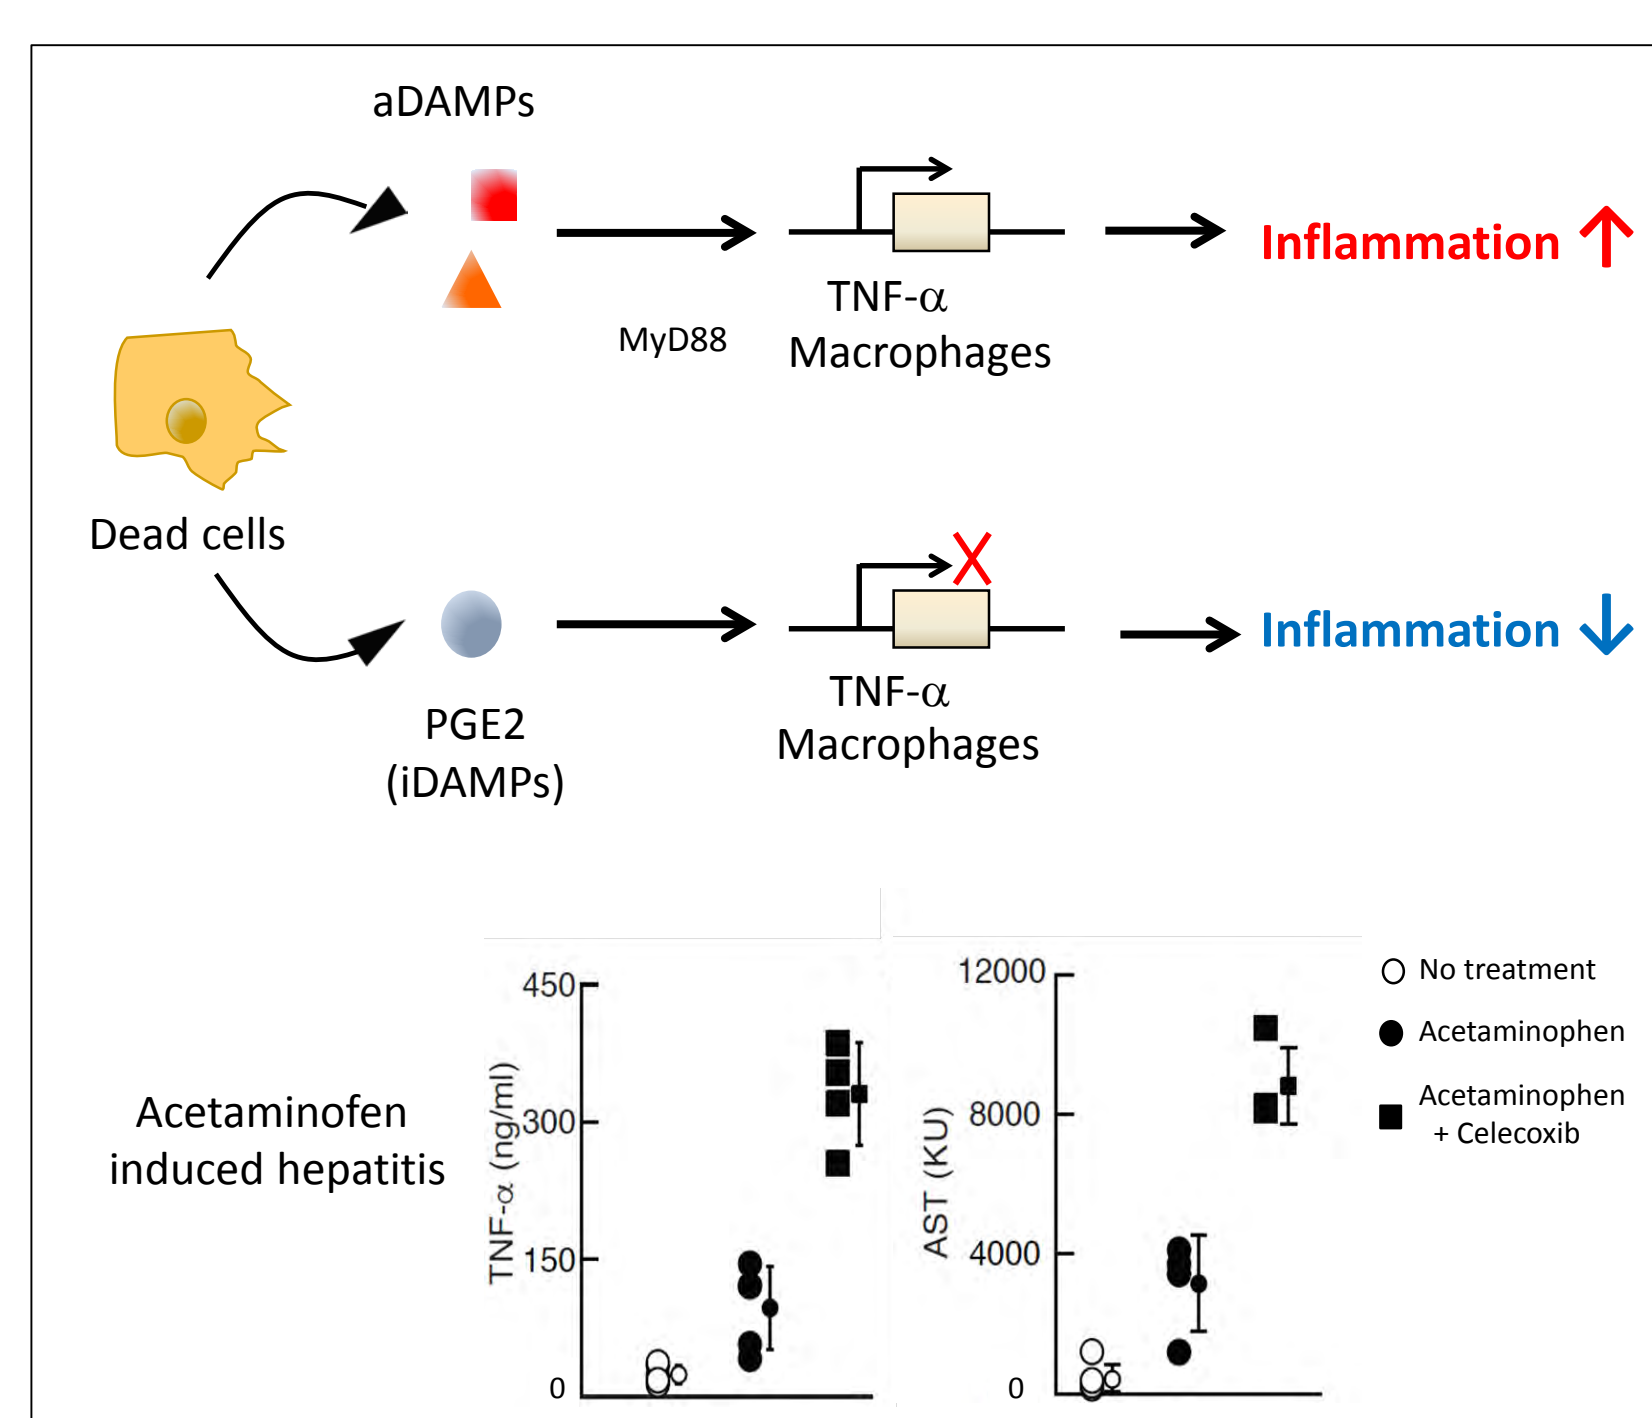 aDAMPs
Inflammation ↑
TNF-α
MyD88
Macrophages
Dead cells
X
Inflammation ↓
TNF-α
PGE2
Macrophages
(iDAMPs)
Acetaminofen
induced hepatitis
TNF-α (ng/ml)
450
300
150
0
AST (KU)
12000
8000
4000
0
No treatment
Acetaminophen
Acetaminophen
+ Celecoxib